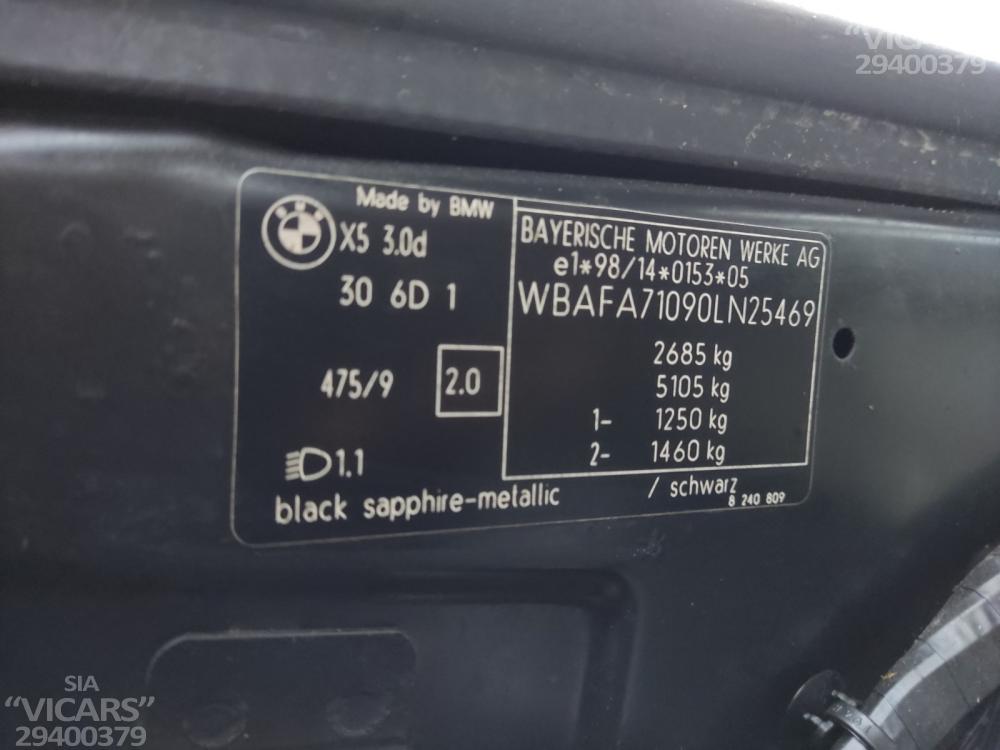 "VICARS"
29400379
BMW
Made by BMW
X5 3.0d
30 6D 1
475/9
2.0
1.1
black sapphire-metallic / schwarz
8 240 809
BAYERISCHE MOTOREN WERKE AG
e1*98/14*0153*05
WBAFA71090LN25469
2685 kg
5105 kg
1- 1250 kg
2- 1460 kg
SIA
"VICARS"
29400379